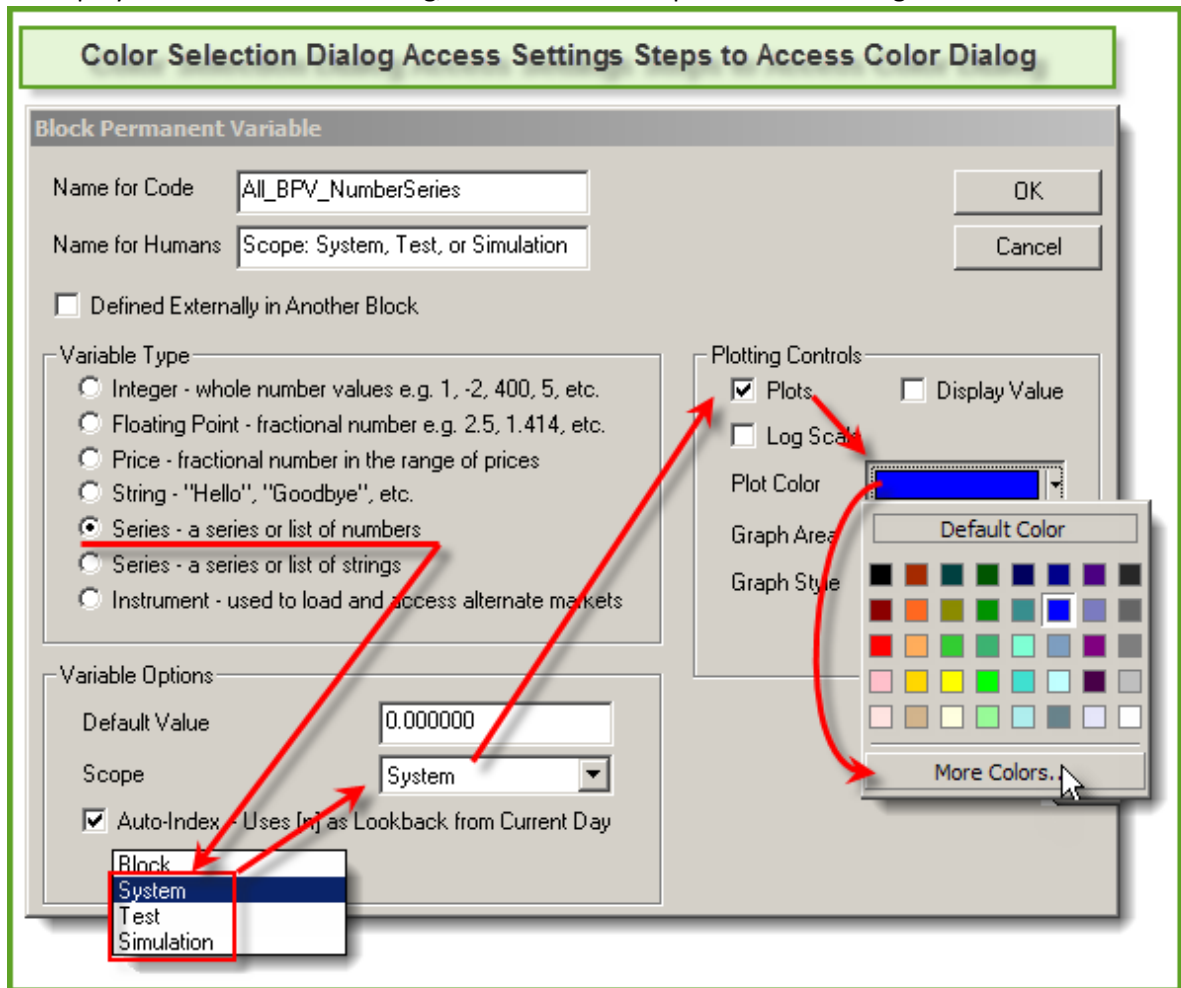 Color Selection Dialog Access Settings Steps to Access Color Dialog
Block Permanent Variable
Name for Code All_BPV_NumberSeries
OK
Name for Humans Scope: System, Test, or Simulation
Cancel
Defined Externally in Another Block
Variable Type
Integer - whole number values e.g. 1, -2, 400, 5, etc.
Floating Point - fractional number e.g. 2.5, 1.414, etc.
Price - fractional number in the range of prices
String - "Hello", "Goodbye", etc.
Series - a series or list of numbers
Series - a series or list of strings
Instrument - used to load and access alternate markets
Plotting Controls
Plots Display Value
Log Scale
Plot Color
Graph Area
Graph Style
Default Color
More Colors...
Variable Options
Default Value 0.000000
Scope System
Auto-Index - Uses [n] as Lookback from Current Day
Block
System
Test
Simulation